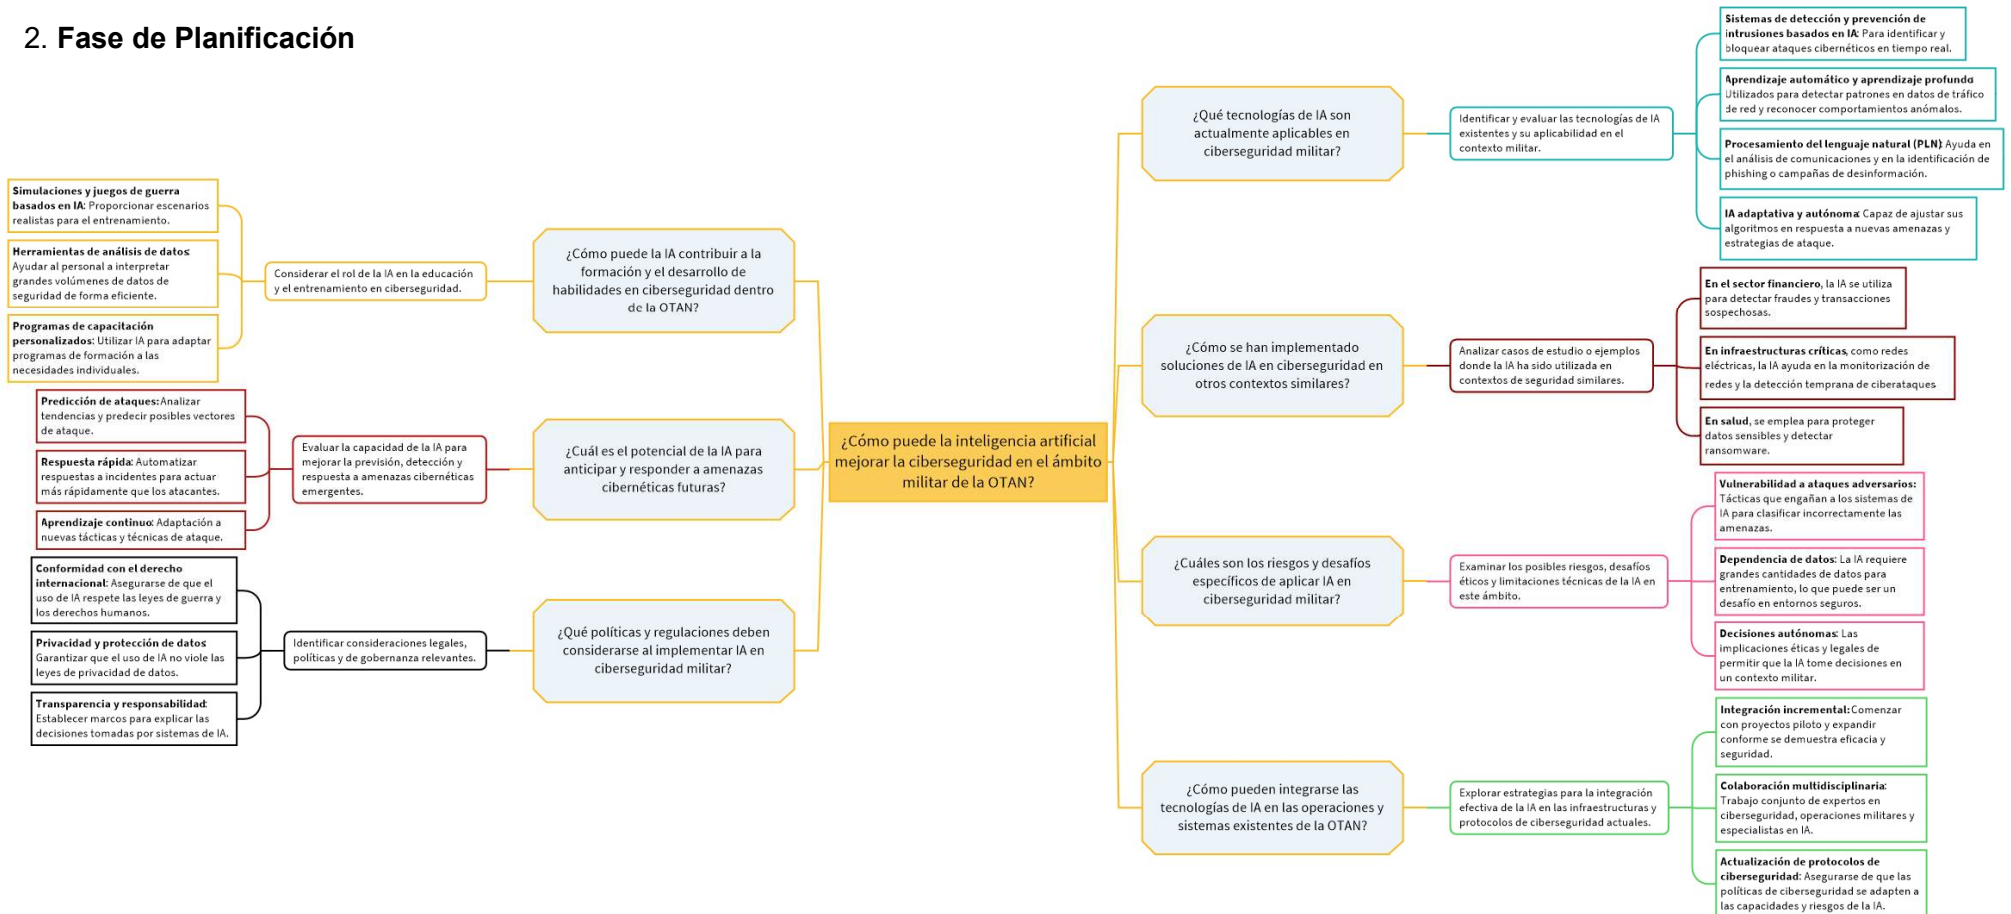 2. Fase de Planificación
¿Cómo puede la inteligencia artificial
mejorar la ciberseguridad en el ámbito
militar de la OTAN?
¿Qué tecnologías de IA son
actualmente aplicables en
ciberseguridad militar?
Identificar y evaluar las tecnologías de IA
existentes y su aplicabilidad en el
contexto militar.
Sistemas de detección y prevención de
intrusiones basados en IA: Para identificar y
bloquear ataques cibernéticos en tiempo real.
Aprendizaje automático y aprendizaje profundo:
Utilizados para detectar patrones en datos de tráfico
de red y reconocer comportamientos anómalos.
Procesamiento del lenguaje natural (PLN): Ayuda en
el análisis de comunicaciones y en la identificación de
phishing o campañas de desinformación.
IA adaptativa y autónoma: Capaz de ajustar sus
algoritmos en respuesta a nuevas amenazas y
estrategias de ataque.
¿Cómo se han implementado
soluciones de IA en ciberseguridad en
otros contextos similares?
Analizar casos de estudio o ejemplos
donde la IA ha sido utilizada en
contextos de seguridad similares.
En el sector financiero, la IA se utiliza
para detectar fraudes y transacciones
sospechosas.
En infraestructuras críticas, como redes
eléctricas, la IA ayuda en la monitorización de
redes y la detección temprana de ciberataques
En salud, se emplea para proteger
datos sensibles y detectar
ransomware.
¿Cuáles son los riesgos y desafíos
específicos de aplicar IA en
ciberseguridad militar?
Examinar los posibles riesgos, desafíos
éticos y limitaciones técnicas de la IA en
este ámbito.
Vulnerabilidad a ataques adversarios:
Tácticas que engañan a los sistemas de
IA para clasificar incorrectamente las
amenazas.
Dependencia de datos: La IA requiere
grandes cantidades de datos para
entrenamiento, lo que puede ser un
desafío en entornos seguros.
Decisiones autónomas: Las
implicaciones éticas y legales de
permitir que la IA tome decisiones en
un contexto militar.
¿Cómo pueden integrarse las
tecnologías de IA en las operaciones y
sistemas existentes de la OTAN?
Explorar estrategias para la integración
efectiva de la IA en las infraestructuras y
protocolos de ciberseguridad actuales.
Integración incremental: Comenzar
con proyectos piloto y expandir
conforme se demuestra eficacia y
seguridad.
Colaboración multidisciplinaria:
Trabajo conjunto de expertos en
ciberseguridad, operaciones militares y
especialistas en IA.
Actualización de protocolos de
ciberseguridad: Asegurarse de que las
políticas de ciberseguridad se adapten a
las capacidades y riesgos de la IA.
¿Cómo puede la IA contribuir a la
formación y el desarrollo de
habilidades en ciberseguridad dentro
de la OTAN?
Considerar el rol de la IA en la educación
y el entrenamiento en ciberseguridad.
Simulaciones y juegos de guerra
basados en IA: Proporcionar escenarios
realistas para el entrenamiento.
Herramientas de análisis de datos:
Ayudar al personal a interpretar
grandes volúmenes de datos de
seguridad de forma eficiente.
Programas de capacitación
personalizados: Utilizar IA para adaptar
programas de formación a las
necesidades individuales.
¿Cuál es el potencial de la IA para
anticipar y responder a amenazas
cibernéticas futuras?
Evaluar la capacidad de la IA para
mejorar la previsión, detección y
respuesta a amenazas cibernéticas
emergentes.
Predicción de ataques: Analizar
tendencias y predecir posibles vectores
de ataque.
Respuesta rápida: Automatizar
respuestas a incidentes para actuar
más rápidamente que los atacantes.
Aprendizaje continuo: Adaptación a
nuevas tácticas y técnicas de ataque.
¿Qué políticas y regulaciones deben
considerarse al implementar IA en
ciberseguridad militar?
Identificar consideraciones legales,
políticas y de gobernanza relevantes.
Conformidad con el derecho
internacional: Asegurarse de que el
uso de IA respete las leyes de guerra y
los derechos humanos.
Privacidad y protección de datos:
Garantizar que el uso de IA no viole las
leyes de privacidad de datos.
Transparencia y responsabilidad:
Establecer marcos para explicar las
decisiones tomadas por sistemas de IA.